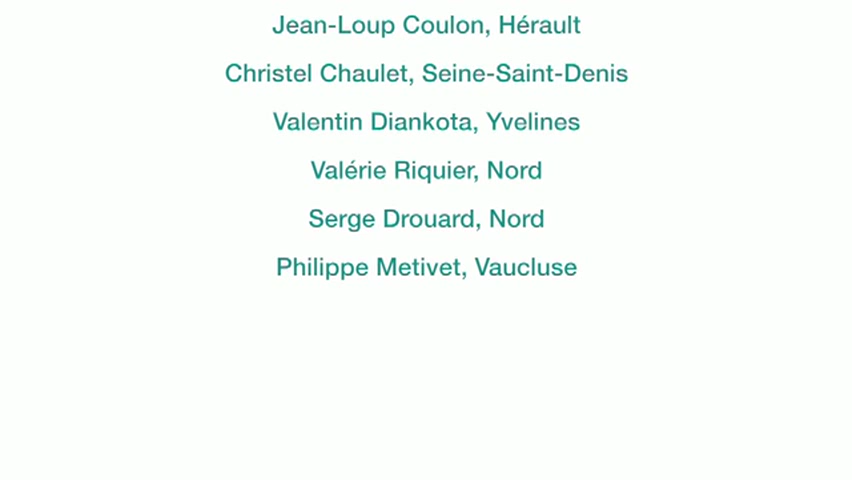 Jean-Loup Coulon, Hérault
Christel Chaulet, Seine-Saint-Denis
Valentin Diankota, Yvelines
Valérie Riquier, Nord
Serge Drouard, Nord
Philippe Metivet, Vaucluse